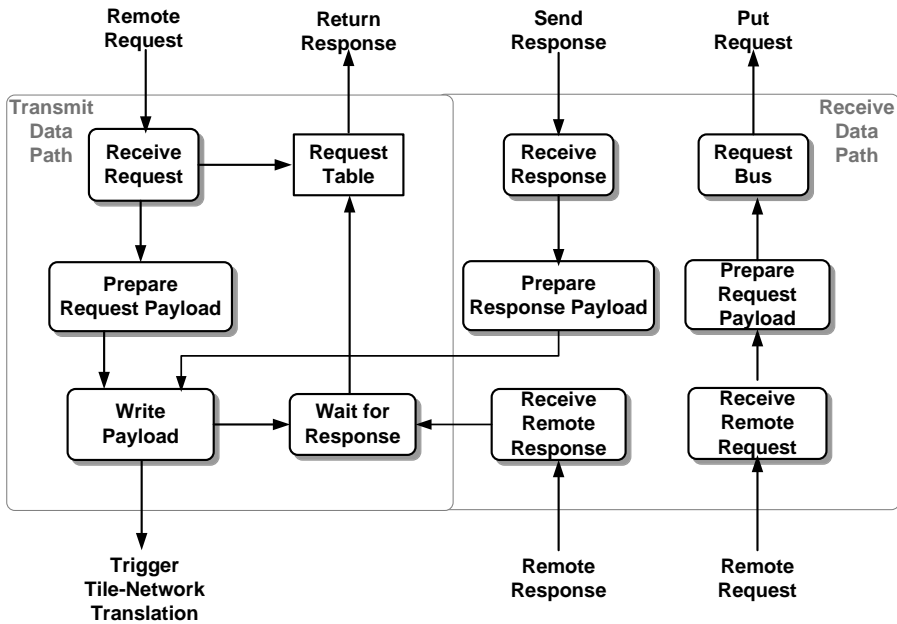 Remote
Request
Return
Response
Send
Response
Put
Request
Transmit
Data
Path
Receive
Data
Path
Receive
Request
Request
Table
Receive
Response
Request
Bus
Prepare
Request Payload
Prepare
Response Payload
Prepare
Request
Payload
Write
Payload
Wait for
Response
Receive
Remote
Response
Receive
Remote
Request
Trigger
Tile-Network
Translation
Remote
Response
Remote
Request